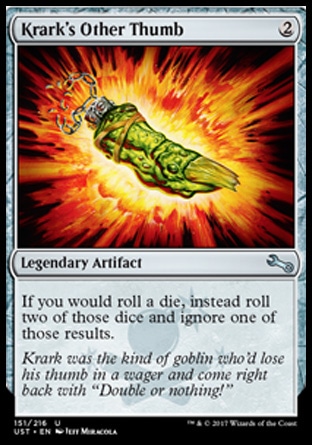 Krark's Other Thumb 2
Legendary Artifact
If you would roll a die, instead roll
two of those dice and ignore one of
those results.
Krark was the kind of goblin who'd lose
his thumb in a wager and come right
back with “Double or nothing!”
151/216 U
UST • EN Jeff Miracola
™ & © 2017 Wizards of the Coast